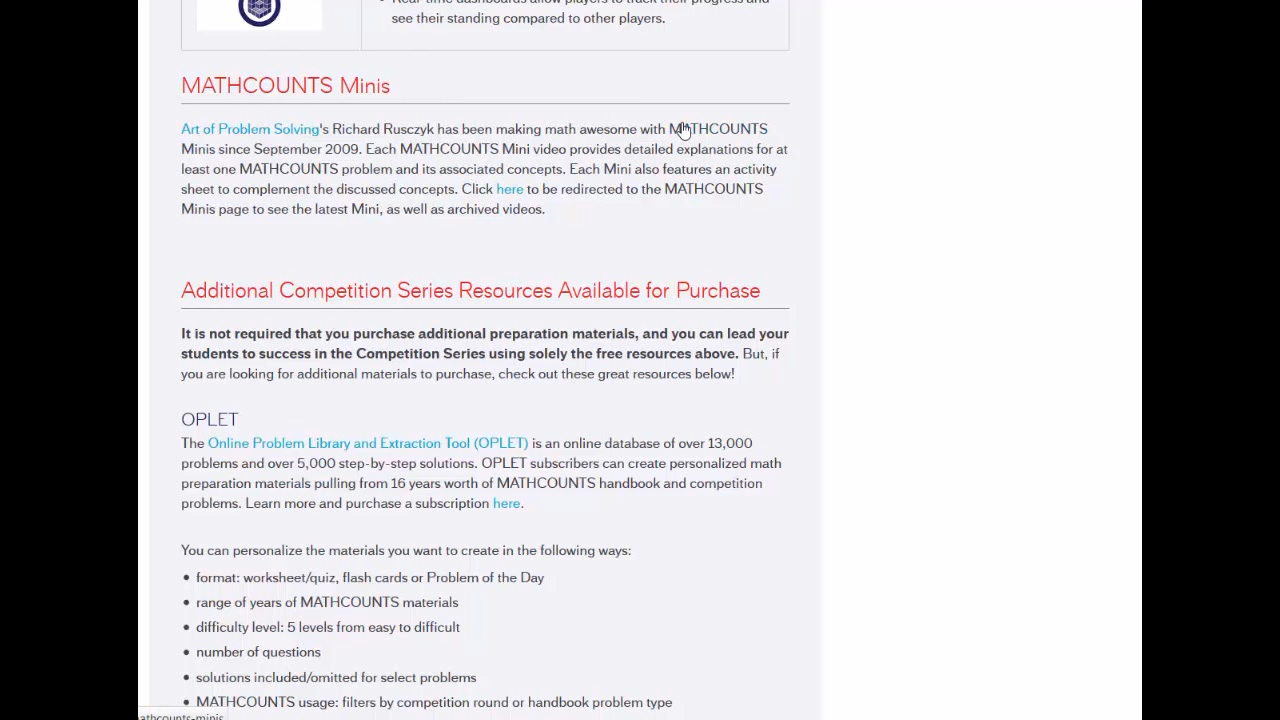 Real-time dashboards allow players to track their progress and
see their standing compared to other players.
MATHCOUNTS Minis
Art of Problem Solving's Richard Rusczyk has been making math awesome with MATHCOUNTS
Minis since September 2009. Each MATHCOUNTS Mini video provides detailed explanations for at
least one MATHCOUNTS problem and its associated concepts. Each Mini also features an activity
sheet to complement the discussed concepts. Click here to be redirected to the MATHCOUNTS
Minis page to see the latest Mini, as well as archived videos.
Additional Competition Series Resources Available for Purchase
It is not required that you purchase additional preparation materials, and you can lead your
students to success in the Competition Series using solely the free resources above. But, if
you are looking for additional materials to purchase, check out these great resources below!
OPLET
The Online Problem Library and Extraction Tool (OPLET) is an online database of over 13,000
problems and over 5,000 step-by-step solutions. OPLET subscribers can create personalized math
preparation materials pulling from 16 years worth of MATHCOUNTS handbook and competition
problems. Learn more and purchase a subscription here.
You can personalize the materials you want to create in the following ways:
• format: worksheet/quiz, flash cards or Problem of the Day
• range of years of MATHCOUNTS materials
• difficulty level: 5 levels from easy to difficult
• number of questions
• solutions included/omitted for select problems
• MATHCOUNTS usage: filters by competition round or handbook problem type
athcounts-minis